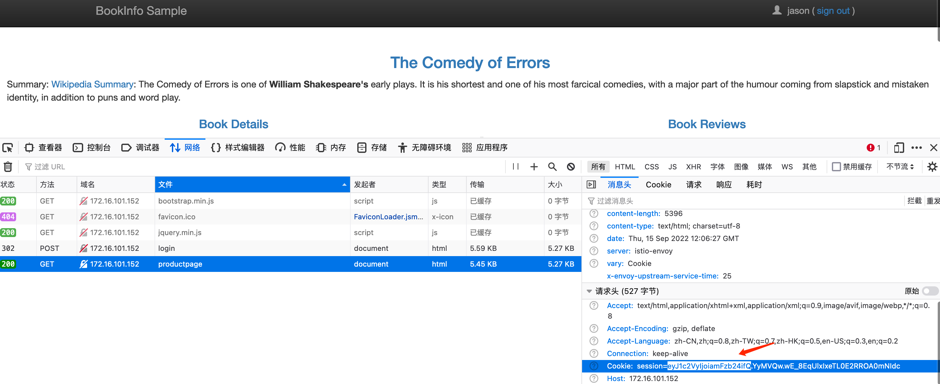 BookInfo Sample
jason ( sign out )
The Comedy of Errors
Summary: Wikipedia Summary: The Comedy of Errors is one of William Shakespeare's early plays. It is his shortest and one of his most farcical comedies, with a major part of the humour coming from slapstick and mistaken
identity, in addition to puns and word play.
Book Details
Book Reviews
查看器 控制台 调试器 网络 样式编辑器 性能 内存 存储 无障碍环境 应用程序 1
过滤 URL
所有 HTML CSS JS XHR 字体 图像 媒体 WS 其他 禁用缓存 不节流
状态 方法 域名 文件 发起者 类型 传输 大小
200 GET 172.16.101.152 bootstrap.min.js script js 已缓存 0 字节
404 GET 172.16.101.152 favicon.ico FaviconLoader.jsm... x-icon 已缓存 0 字节
200 GET 172.16.101.152 jquery.min.js script js 已缓存 0 字节
302 POST 172.16.101.152 login document html 5.59 KB 5.27 KB
200 GET 172.16.101.152 productpage document html 5.45 KB 5.27 KB
消息头 Cookie 请求 响应 耗时
过滤消息头 拦截 重发
content-length: 5396
content-type: text/html; charset=utf-8
date: Thu, 15 Sep 2022 12:06:27 GMT
server: istio-envoy
vary: Cookie
x-envoy-upstream-service-time: 25
请求头 (527 字节) 原始
Accept: text/html,application/xhtml+xml,application/xml;q=0.9,image/avif,image/webp,*/*;q=0.
8
Accept-Encoding: gzip, deflate
Accept-Language: zh-CN,zh;q=0.8,zh-TW;q=0.7,zh-HK;q=0.5,en-US;q=0.3,en;q=0.2
Connection: keep-alive
Cookie:
Host: 172.16.101.152